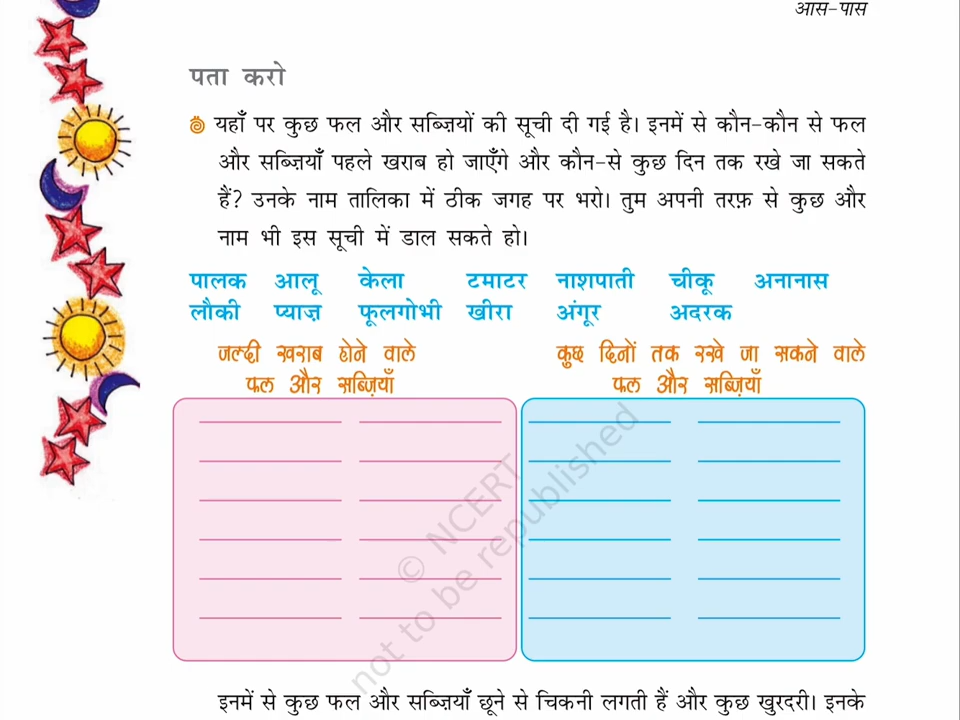 आस-पास
पता करो
यहाँ पर कुछ फल और सब्ज़ियों की सूची दी गई है। इनमें से कौन-कौन से फल
और सब्ज़ियाँ पहले खराब हो जाएँगे और कौन-से कुछ दिन तक रखे जा सकते
हैं? उनके नाम तालिका में ठीक जगह पर भरो। तुम अपनी तरफ़ से कुछ और
नाम भी इस सूची में डाल सकते हो।
पालक आलू केला टमाटर नाशपाती चीकू अनानास
लौकी प्याज़ फूलगोभी खीरा अंगूर अदरक
जल्दी खराब होने वाले
फल और सब्ज़ियाँ
कुछ दिनों तक रखे जा सकने वाले
फल और सब्ज़ियाँ
© NCERT
not to be republished
इनमें से कुछ फल और सब्ज़ियाँ छूने से चिकनी लगती हैं और कुछ खुरदरी। इनके